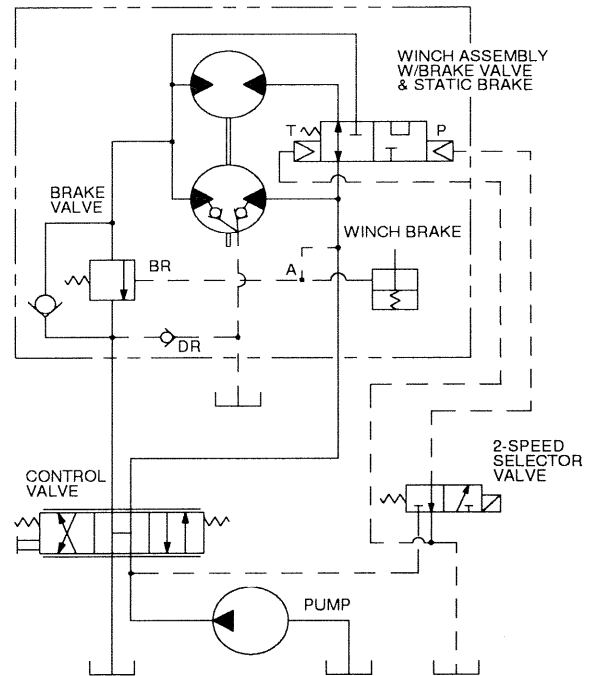 WINCH ASSEMBLY
W/BRAKE VALVE
& STATIC BRAKE
T
P
BRAKE
VALVE
WINCH BRAKE
BR
A
DR
2-SPEED
SELECTOR
VALVE
CONTROL
VALVE
PUMP